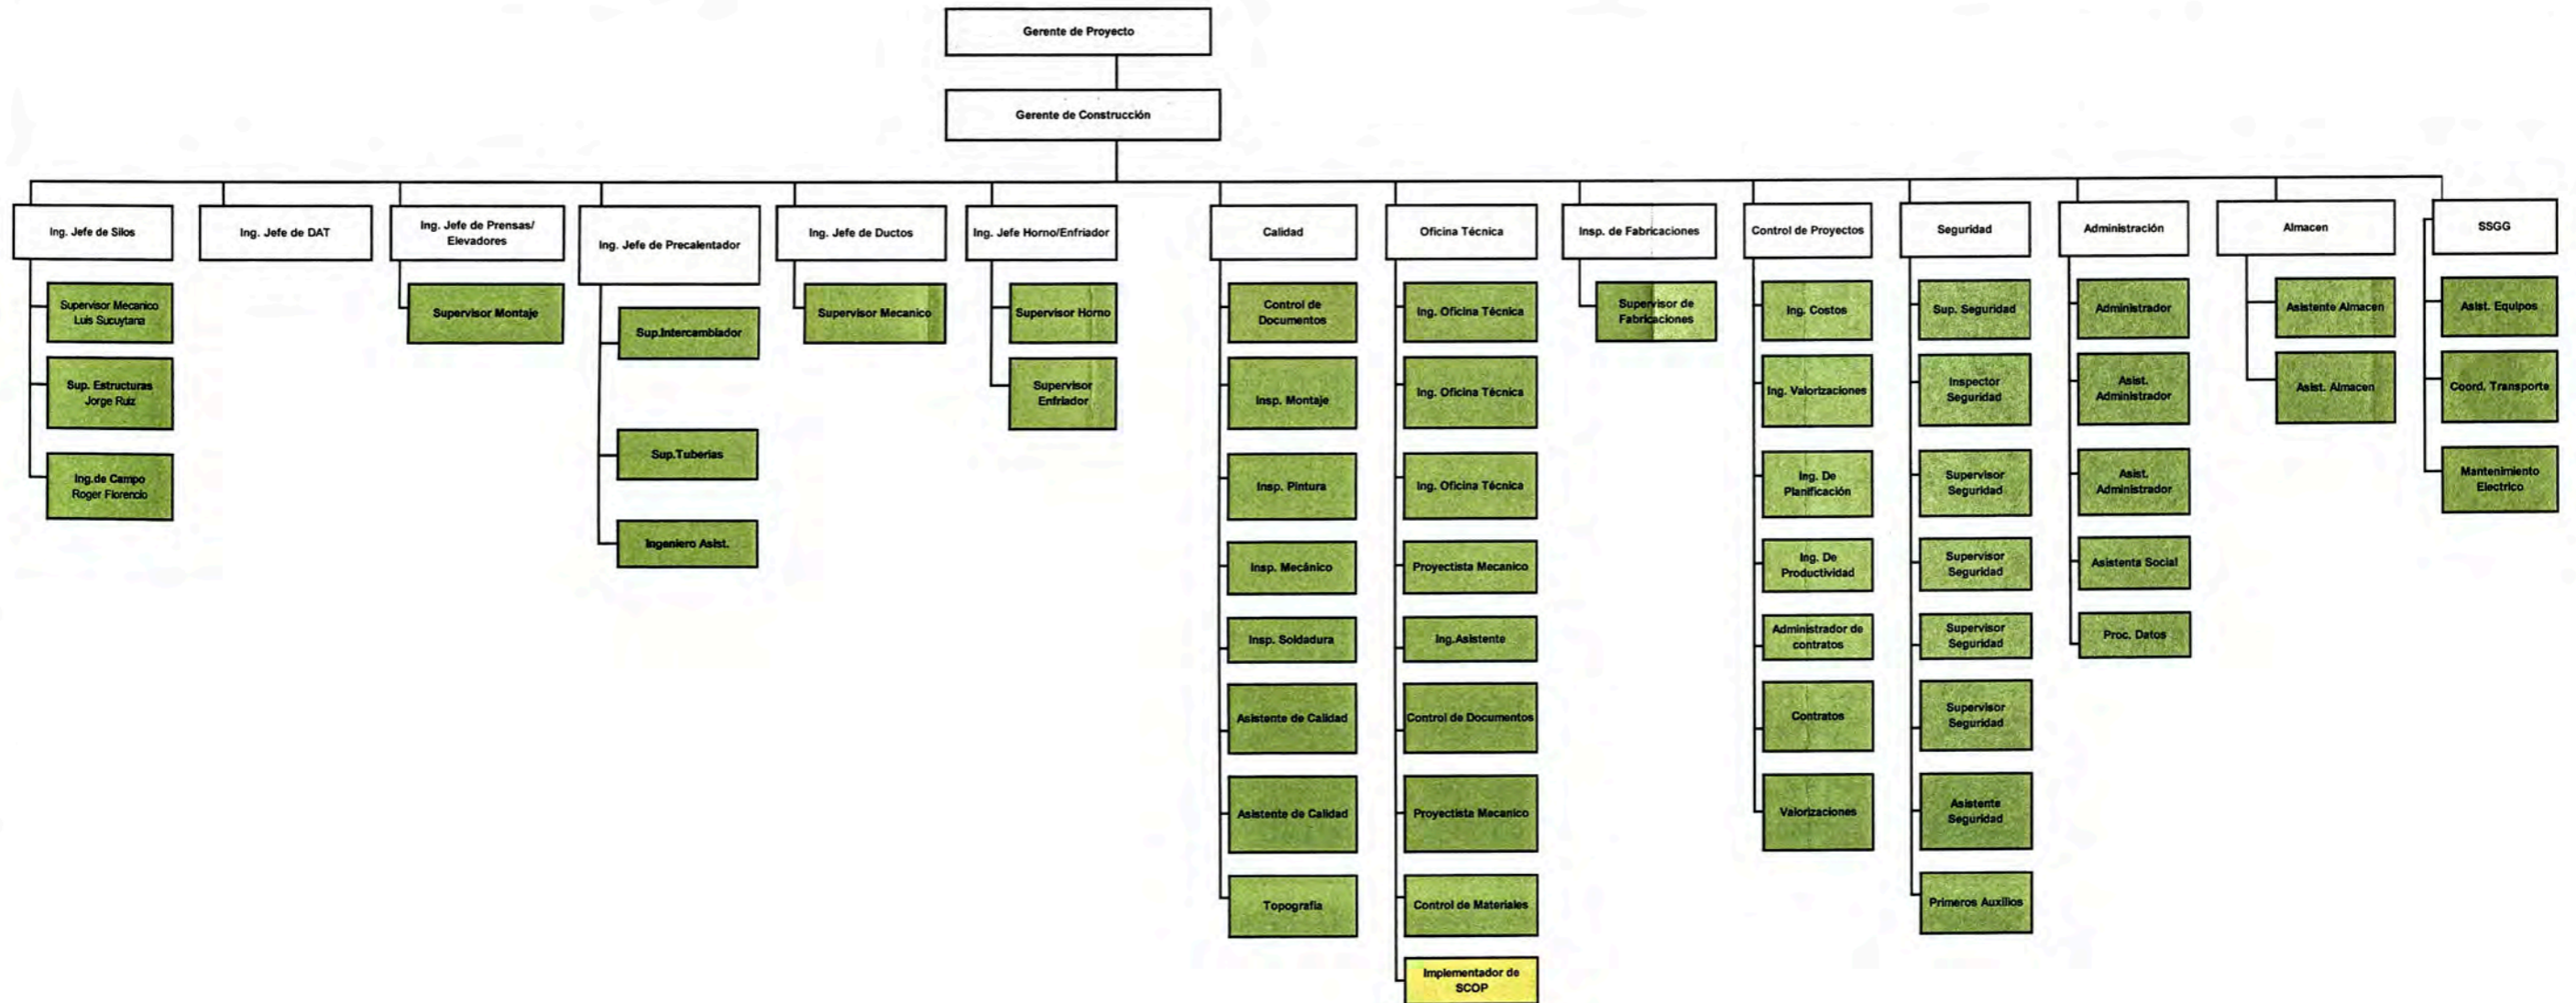 Gerente de Proyecto
Gerente de Construcción
Ing. Jefe de Silos
Supervisor Mecanico
Luis Sucuytana
Sup. Estructuras
Jorge Ruiz
Ing.de Campo
Roger Florencio
Ing. Jefe de DAT
Ing. Jefe de Prensas/
Elevadores
Supervisor Montaje
Ing. Jefe de Precalentador
Sup.Intercambiador
Sup.Tuberias
Ingeniero Asist.
Ing. Jefe de Ductos
Supervisor Mecanico
Ing. Jefe Horno/Enfriador
Supervisor Horno
Supervisor
Enfriador
Calidad
Control de
Documentos
Insp. Montaje
Insp. Pintura
Insp. Mecánico
Insp. Soldadura
Asistente de Calidad
Asistente de Calidad
Topografia
Oficina Técnica
Ing. Oficina Técnica
Ing. Oficina Técnica
Ing. Oficina Técnica
Proyectista Mecanico
Ing.Asistente
Control de Documentos
Proyectista Mecanico
Control de Materiales
Implementador de
SCOP
Insp. de Fabricaciones
Supervisor de
Fabricaciones
Control de Proyectos
Ing. Costos
Ing. Valorizaciones
Ing. De
Planificación
Ing. De
Productividad
Administrador de
contratos
Contratos
Valorizaciones
Seguridad
Sup. Seguridad
Inspector
Seguridad
Supervisor
Seguridad
Supervisor
Seguridad
Supervisor
Seguridad
Supervisor
Seguridad
Asistente
Seguridad
Primeros Auxilios
Administración
Administrador
Asist.
Administrador
Asist.
Administrador
Asistenta Social
Proc. Datos
Almacen
Asistente Almacen
Asist. Almacen
SSGG
Asist. Equipos
Coord. Transporte
Mantenimiento
Electrico